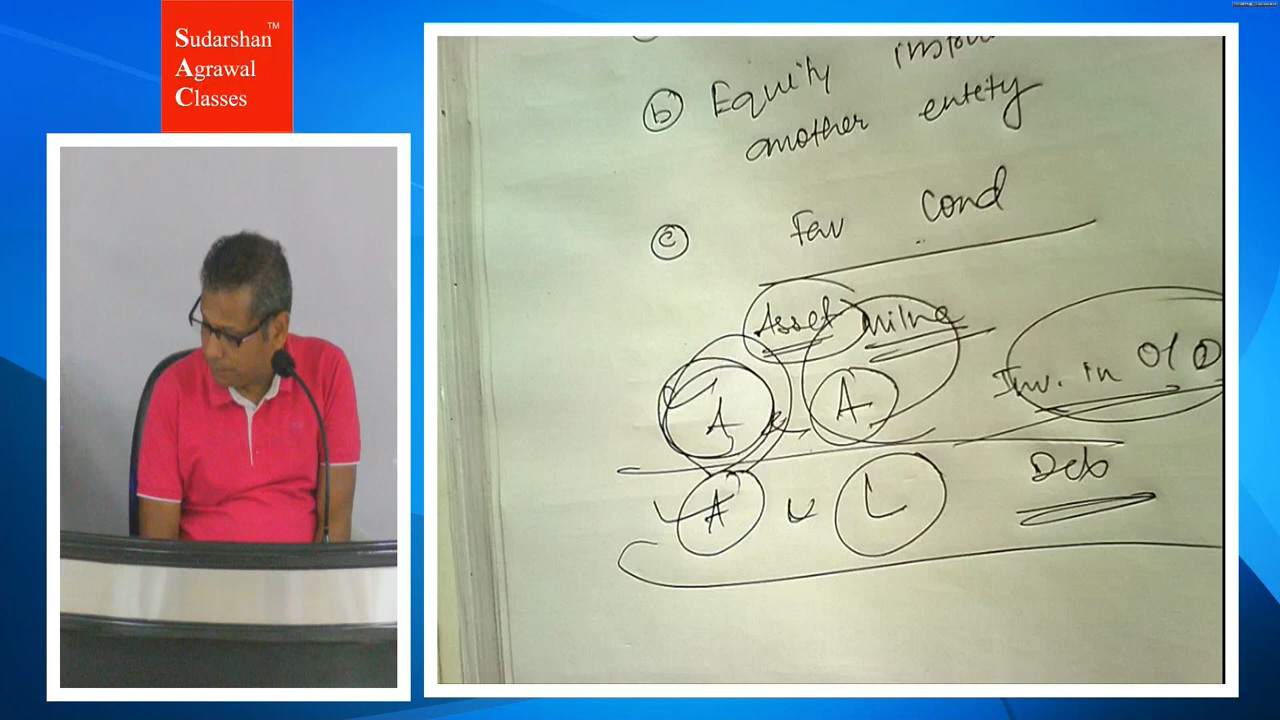 Sudarshan™
Agrawal
Classes
(b) Equity
another entity
(c) Fav Cond
Asset
A A Inv. in
A L Deb